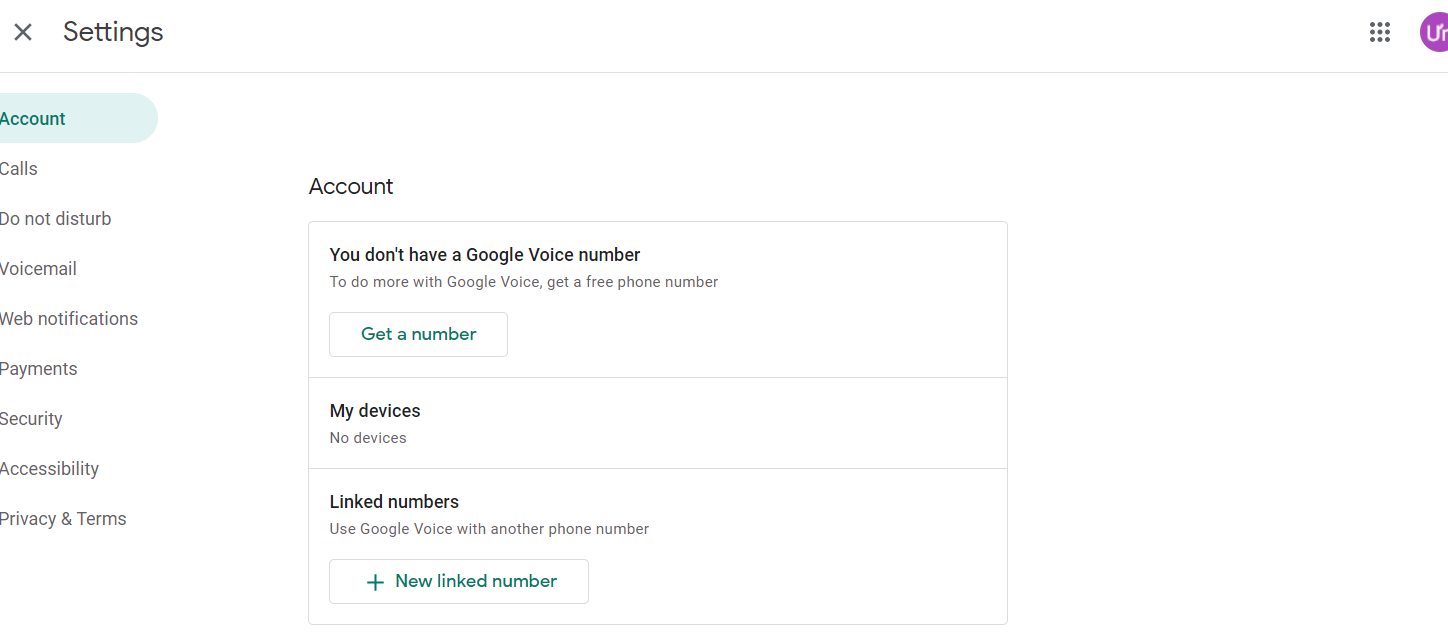 Settings
Account
Calls
Do not disturb
Voicemail
Web notifications
Payments
Security
Accessibility
Privacy & Terms
Account
You don't have a Google Voice number
To do more with Google Voice, get a free phone number
Get a number
My devices
No devices
Linked numbers
Use Google Voice with another phone number
New linked number